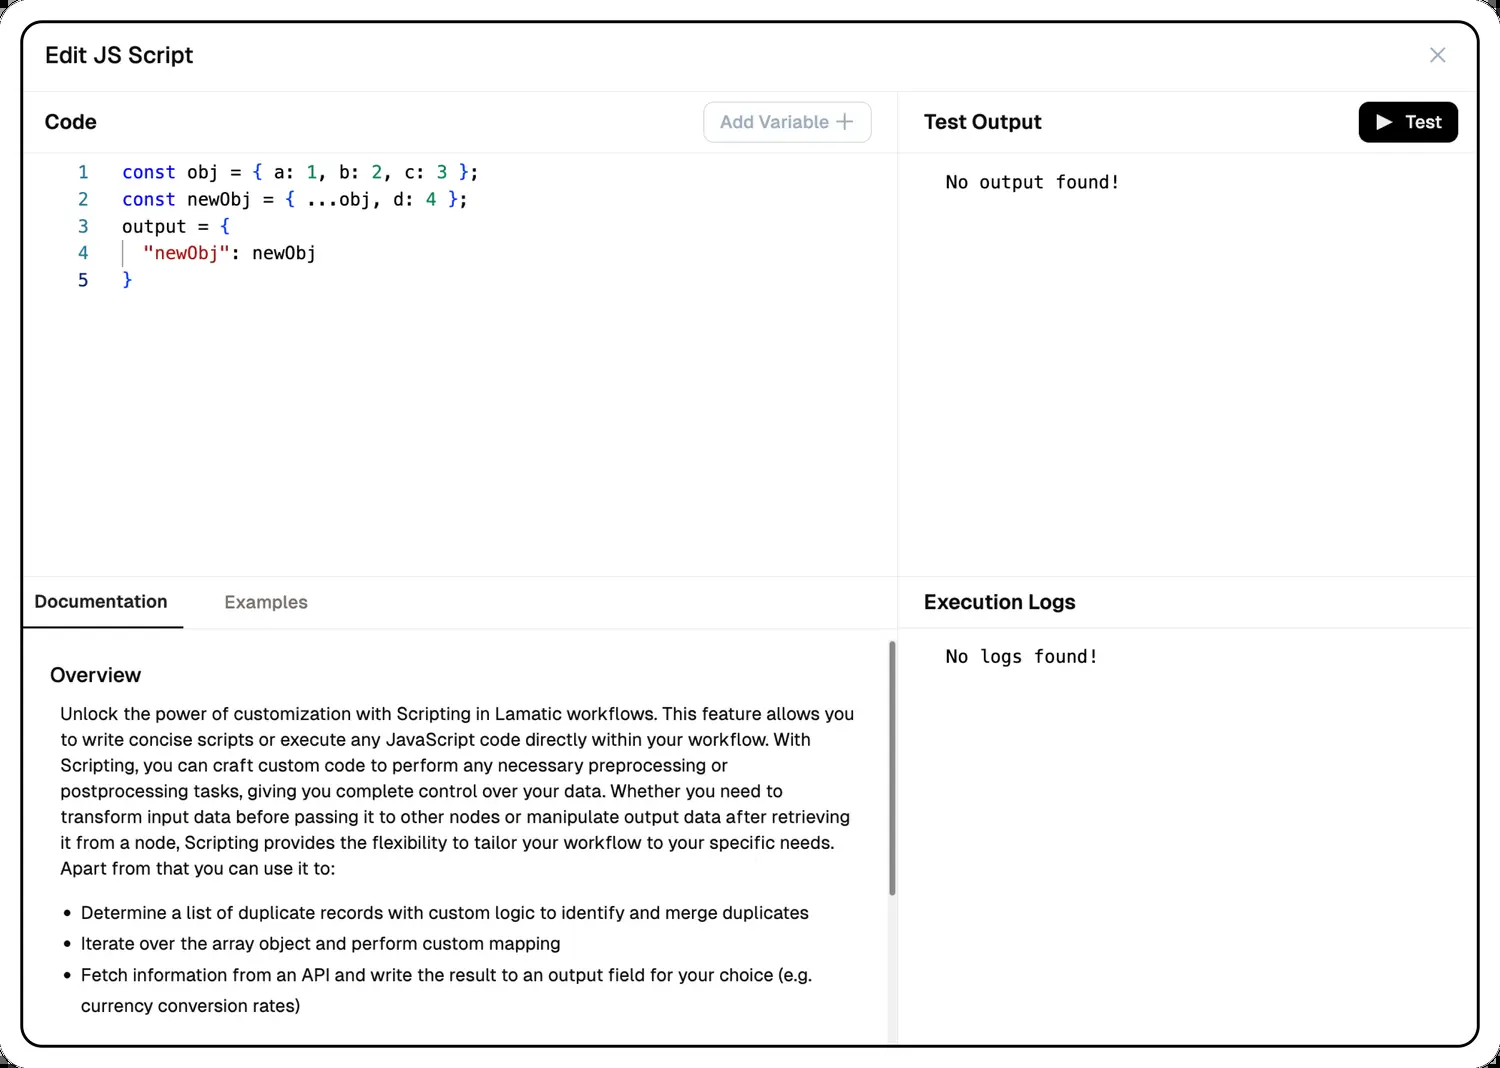 Edit JS Script
Code
Add Variable +
1 const obj = { a: 1, b: 2, c: 3 };
2 const newObj = { ...obj, d: 4 };
3 output = {
4   "newObj": newObj
5 }
Test Output
Test
No output found!
Documentation
Examples
Overview
Unlock the power of customization with Scripting in Lamatic workflows. This feature allows you
to write concise scripts or execute any JavaScript code directly within your workflow. With
Scripting, you can craft custom code to perform any necessary preprocessing or
postprocessing tasks, giving you complete control over your data. Whether you need to
transform input data before passing it to other nodes or manipulate output data after retrieving
it from a node, Scripting provides the flexibility to tailor your workflow to your specific needs.
Apart from that you can use it to:
• Determine a list of duplicate records with custom logic to identify and merge duplicates
• Iterate over the array object and perform custom mapping
• Fetch information from an API and write the result to an output field for your choice (e.g.
currency conversion rates)
Execution Logs
No logs found!